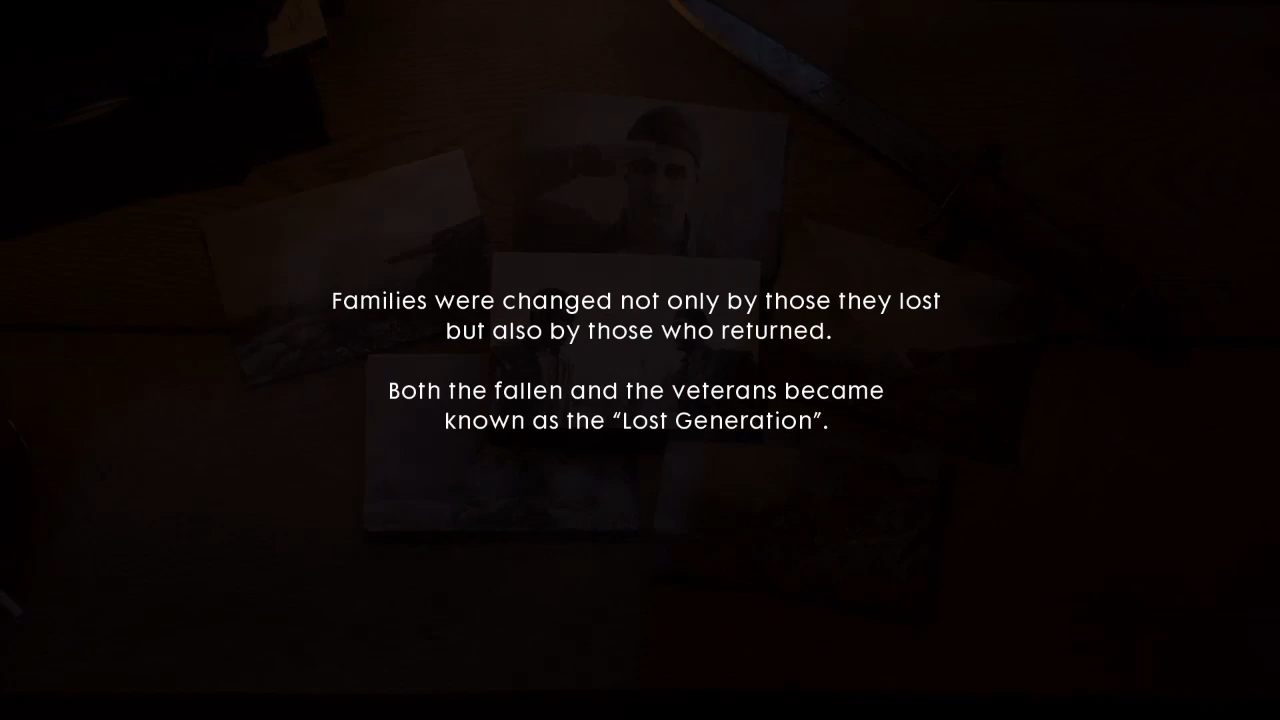 Families were changed not only by those they lost
but also by those who returned.
Both the fallen and the veterans became
known as the “Lost Generation”.